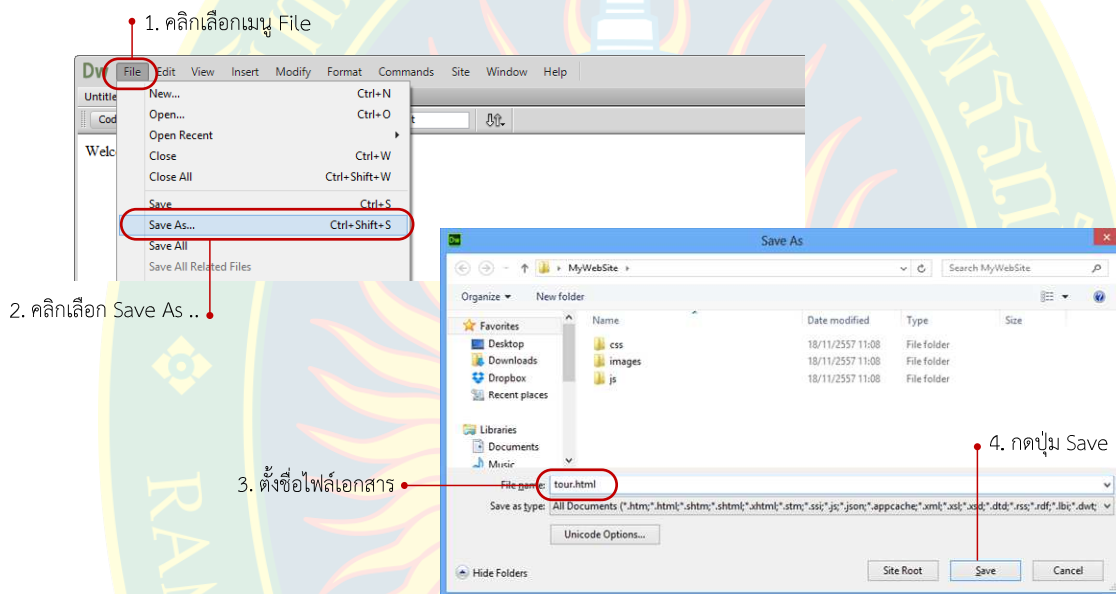 1. คลิกเลือกเมนู File
Dw File Edit View Insert Modify Format Commands Site Window Help
Untitle
New... Ctrl+N
Cod
Open... Ctrl+O
Open Recent
Welc
Close Ctrl+W
Close All Ctrl+Shift+W
Save Ctrl+S
Save As... Ctrl+Shift+S
Save All
Save All Related Files
2. คลิกเลือก Save As ..
Dw Save As
MyWebSite
Search MyWebSite
Organize New folder
Name Date modified Type Size
Favorites
Desktop
Downloads
Dropbox
Recent places
css 18/11/2557 11:08 File folder
images 18/11/2557 11:08 File folder
js 18/11/2557 11:08 File folder
Libraries
Documents
Music
4. กดปุ่ม Save
3. ตั้งชื่อไฟล์เอกสาร
File name: tour.html
Save as type: All Documents (*.htm;*.html;*.shtm;*.shtml;*.xhtml;*.stm;*.ssi;*.js;*.json;*.appcache;*.xml;*.xsl;*.xsd;*.dtd;*.rss;*.rdf;*.lbi;*.dwt;
Unicode Options...
Hide Folders
Site Root Save Cancel
RAM